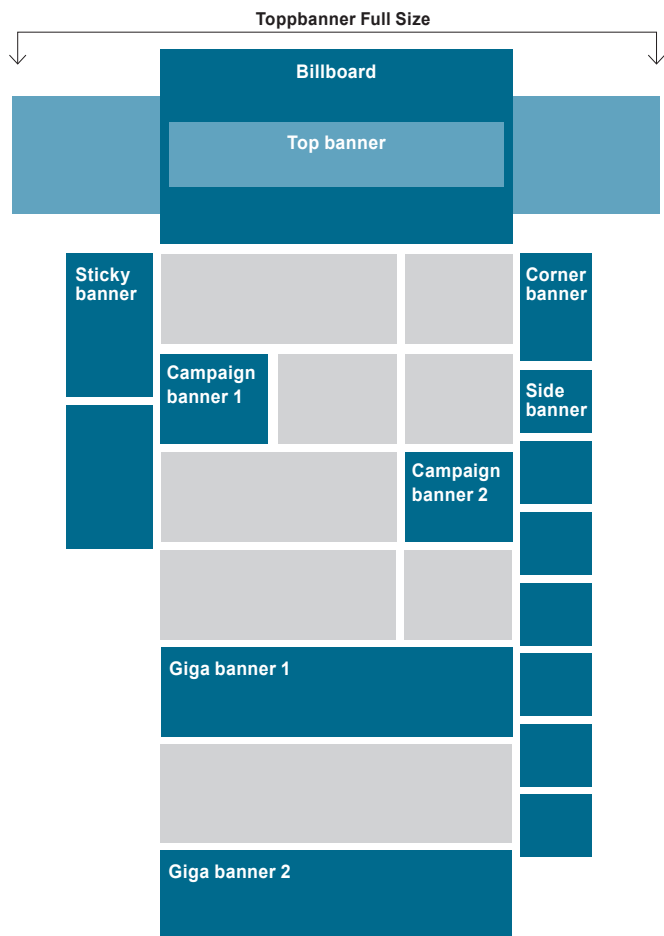 Toppbanner Full Size
Billboard
Top banner
Sticky
banner
Corner
banner
Campaign
banner 1
Side
banner
Campaign
banner 2
Giga banner 1
Giga banner 2